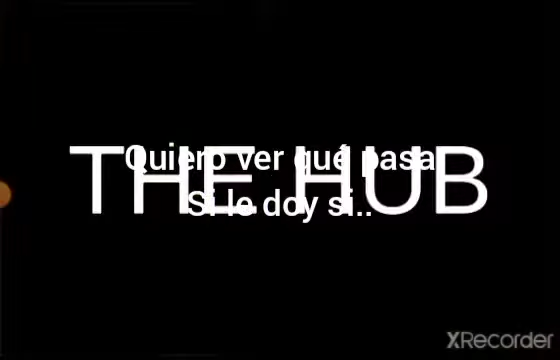 THE HUB
Quiero ver qué pasa
Si le doy si..
XRecorder